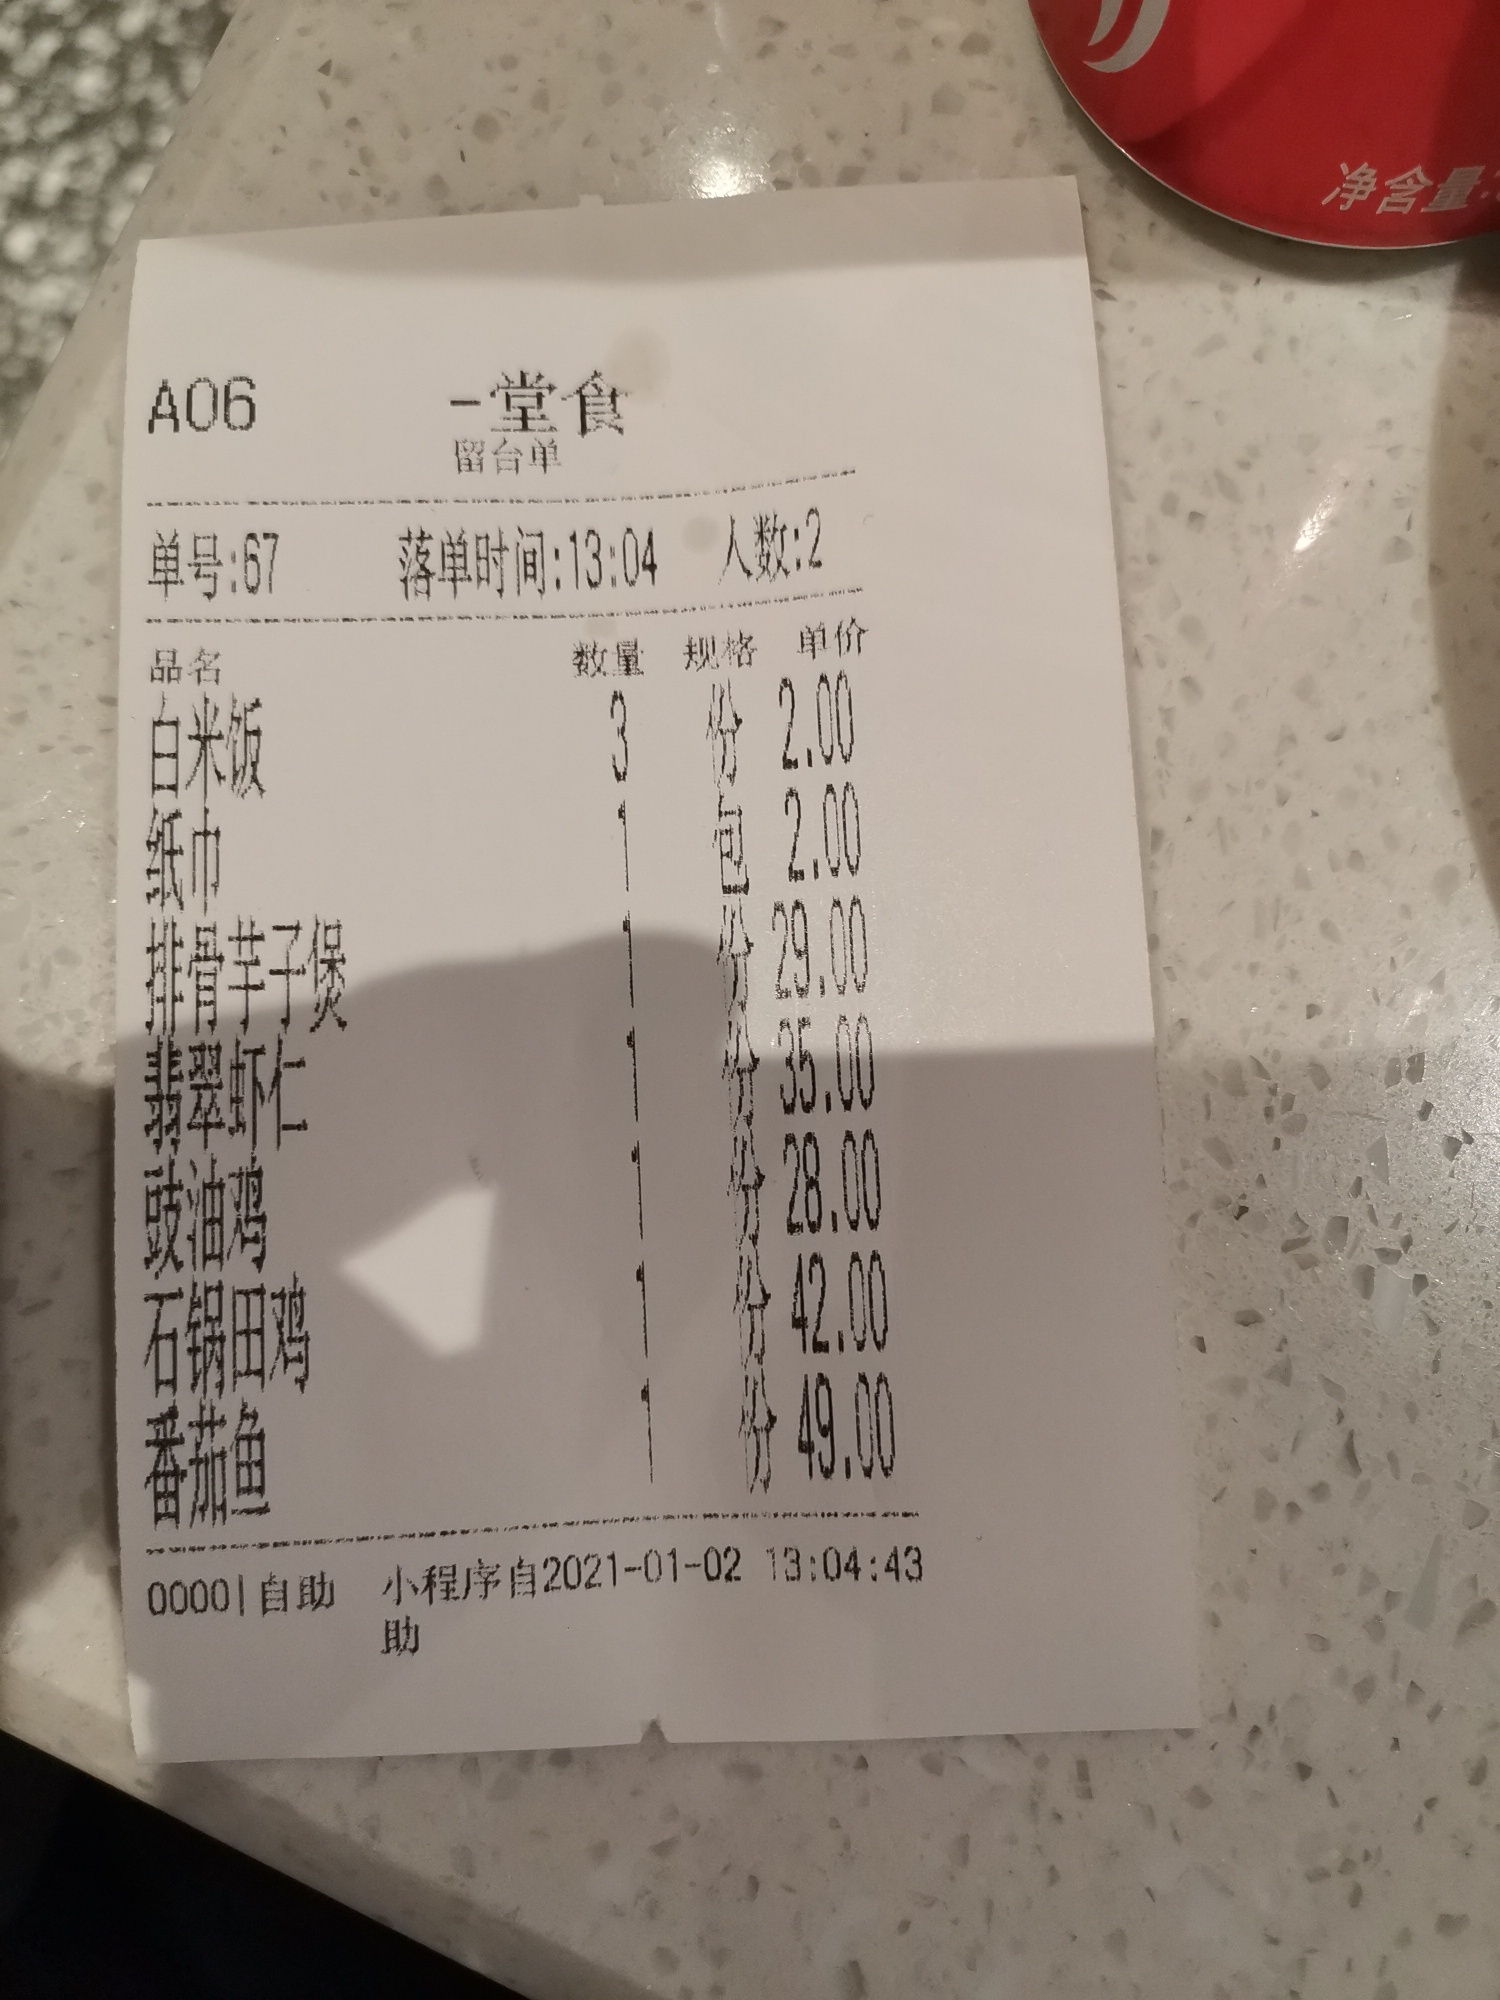 净含量:
A06 -堂食
留台单
单号:67 落单时间:13:04 人数:2
品名 数量 规格 单价
白米饭 3 份 2.00
纸巾 1 包 2.00
排骨芋子煲 1 份 29.00
翡翠虾仁 1 份 35.00
豉油鸡 1 份 28.00
石锅田鸡 1 份 42.00
番茄鱼 1 份 49.00
0000|自助 小程序自2021-01-02 13:04:43
助